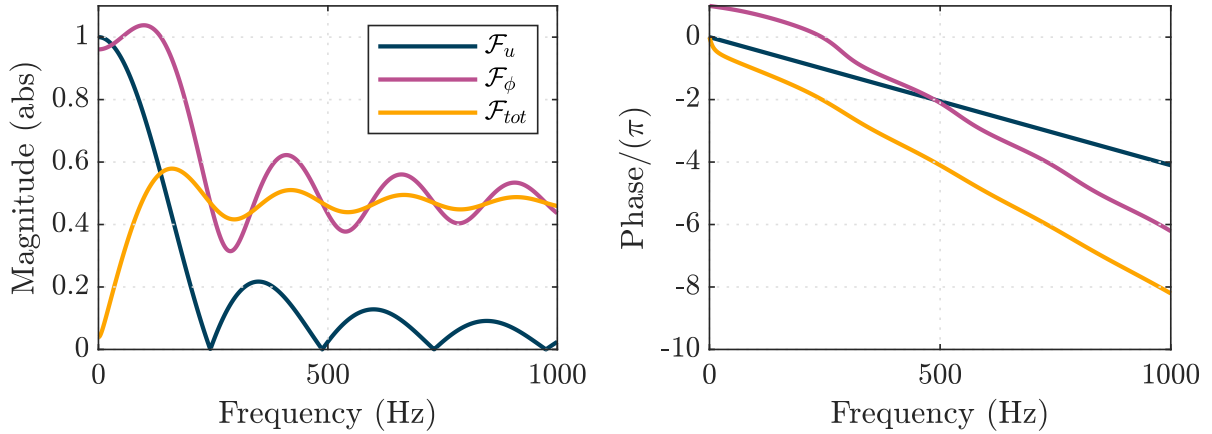 Magnitude (abs)
1
0.8
0.6
0.4
0.2
0
0
500
1000
Frequency (Hz)
ℱ_u
ℱ_ϕ
ℱ_tot
Phase/(π)
0
-2
-4
-6
-8
-10
0
500
1000
Frequency (Hz)